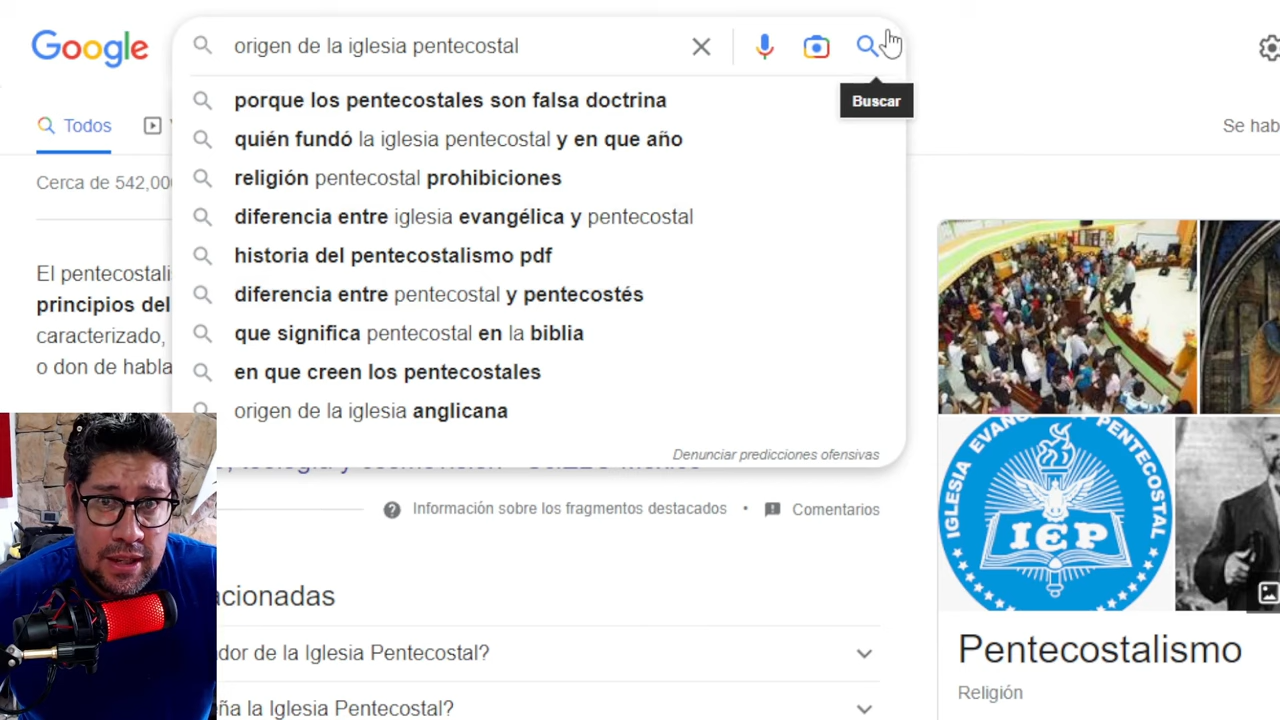 Google
origen de la iglesia pentecostal
porque los pentecostales son falsa doctrina
Buscar
quién fundó la iglesia pentecostal y en que año
Todos
Se hab
religión pentecostal prohibiciones
Cerca de 542,00
diferencia entre iglesia evangélica y pentecostal
historia del pentecostalismo pdf
El pentecostali
diferencia entre pentecostal y pentecostés
principios del
que significa pentecostal en la biblia
caracterizado,
en que creen los pentecostales
o don de habla
origen de la iglesia anglicana
Denunciar predicciones ofensivas
Información sobre los fragmentos destacados • Comentarios
IGLESIA EVAN PENTECOSTAL
IEP
acionadas
dor de la Iglesia Pentecostal?
Pentecostalismo
Religión
ña la Iglesia Pentecostal?